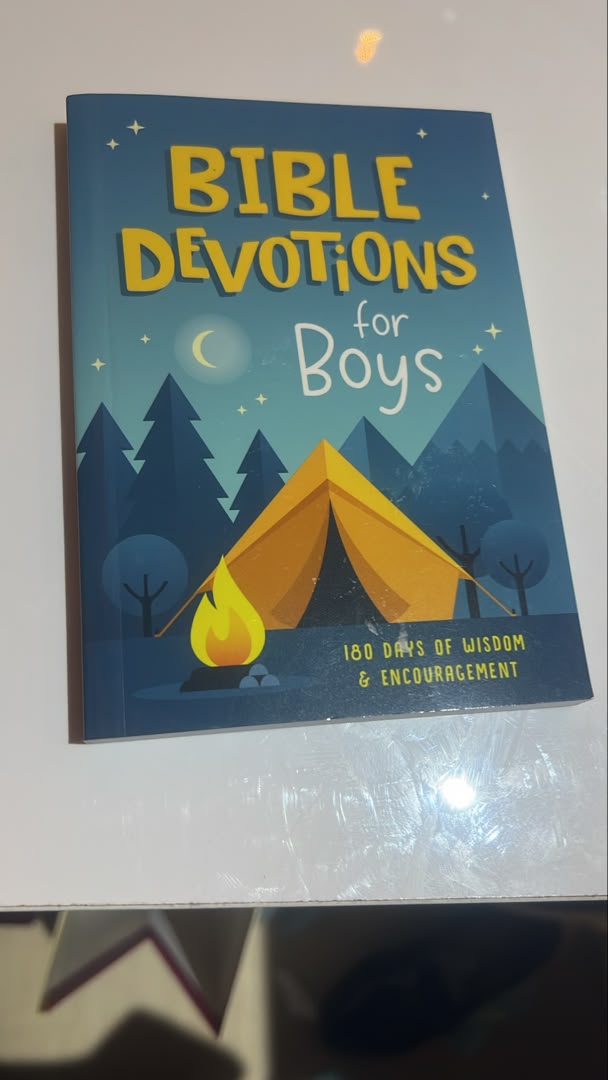 BIBLE
DEVOTiONS
for
Boys
180 DAYS OF WISDOM
& ENCOURAGEMENT